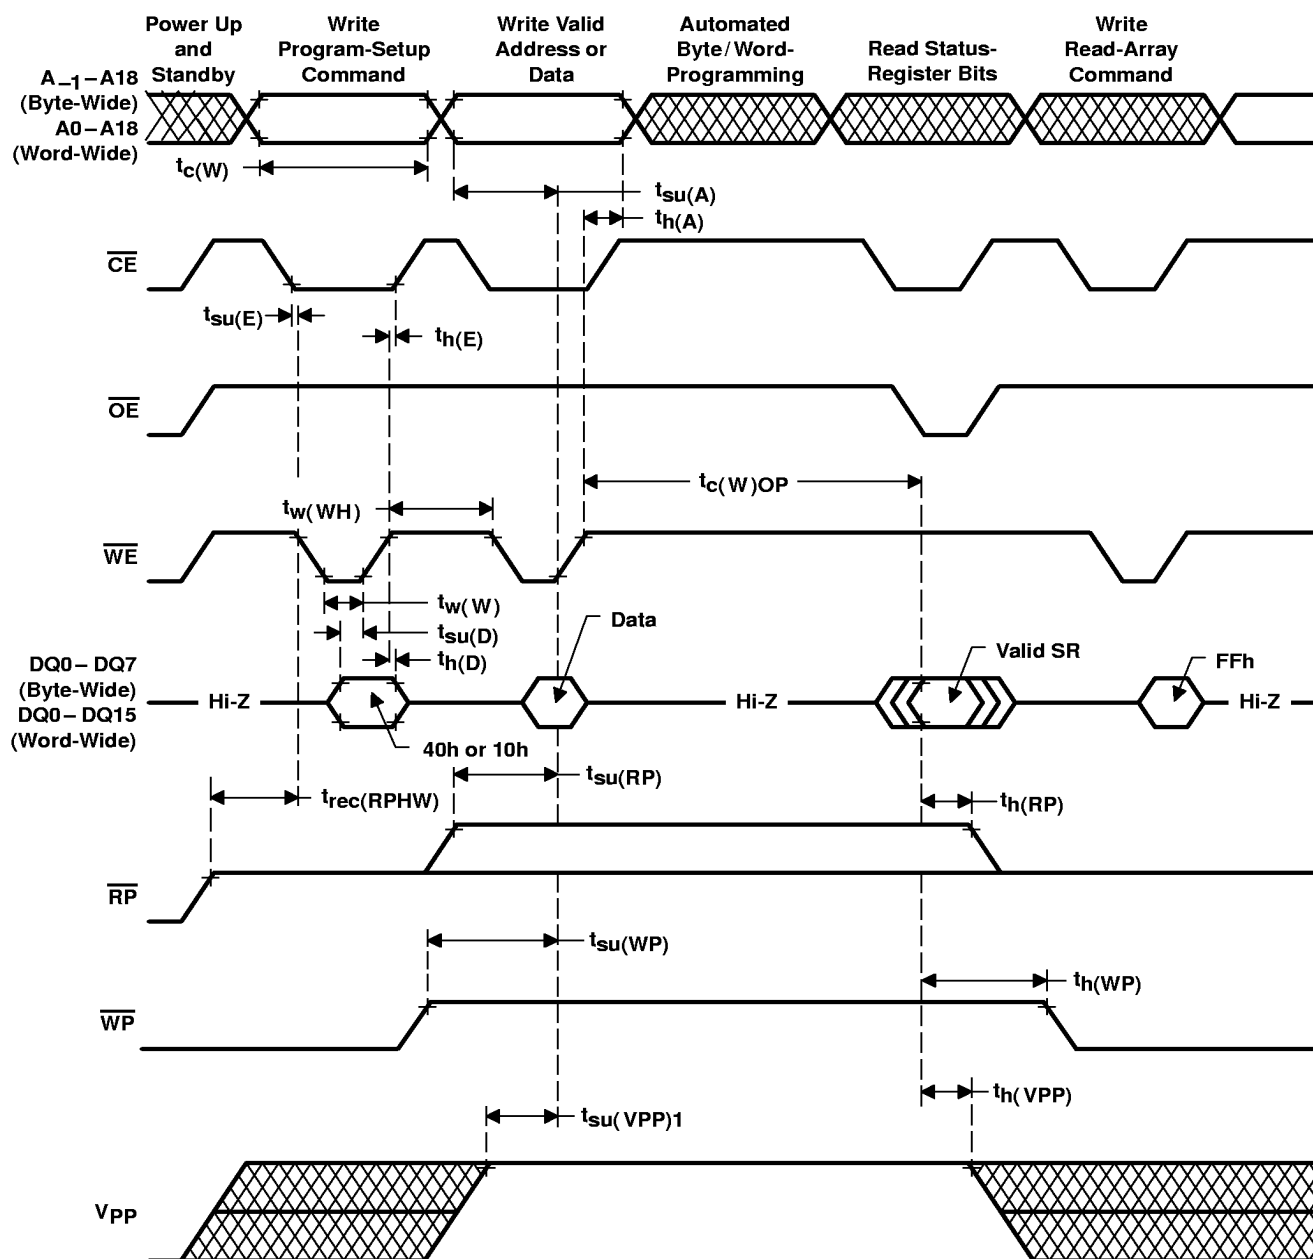 Power Up
and
Standby
Write
Program-Setup
Command
Write Valid
Address or
Data
Automated
Byte/Word-
Programming
Read Status-
Register Bits
Write
Read-Array
Command
A–1–A18
(Byte-Wide)
A0–A18
(Word-Wide)
tc(W)
tsu(A)
th(A)
CE
tsu(E)
th(E)
OE
tc(W)OP
tw(WH)
WE
tw(W)
tsu(D)
th(D)
Data
Valid SR
FFh
DQ0–DQ7
(Byte-Wide)
DQ0–DQ15
(Word-Wide)
Hi-Z
Hi-Z
Hi-Z
40h or 10h
tsu(RP)
trec(RPHW)
th(RP)
RP
tsu(WP)
th(WP)
WP
th(VPP)
tsu(VPP)1
VPP